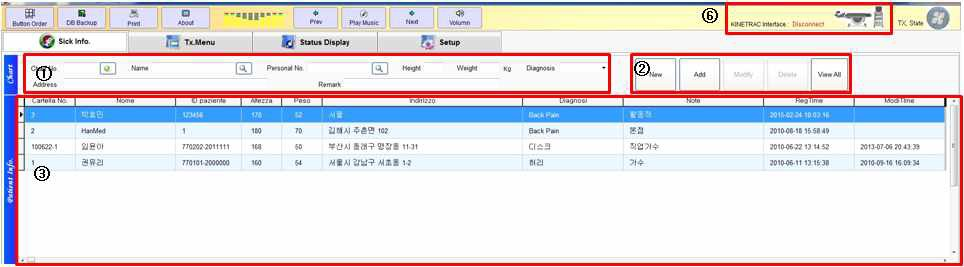 Button Order DB Backup Print About Prev Play Music Next Volumn
⑥
KINETRAC Interface : Disconnect TX. State
Sick Info. Tx.Menu Status Display Setup
Chart
① No. Name Personal No. Height Weight Kg Diagnosis
Address Remark
② New Add Modify Delete View All
Patient Info.
Cartella No. Nome ID paziente Altezza Peso Indirizzo Diagnosi Note RegTime ModiTime
3 박효민 123456 170 52 서울 Back Pain 활동적 2015-02-24 10:03:16
2 HanMed 1 180 70 김해시 주촌면 102 Back Pain 본점 2010-08-18 15:58:49
100622-1 임윤아 770202-2011111 168 50 부산시 동래구 명장동 11-31 디스크 직업가수 2010-06-22 13:14:52 2013-07-06 20:43:39
1 권유리 770101-2000000 160 54 서울시 강남구 서초동 1-2 허리 가수 2010-06-11 13:15:38 2010-09-16 16:09:34
③